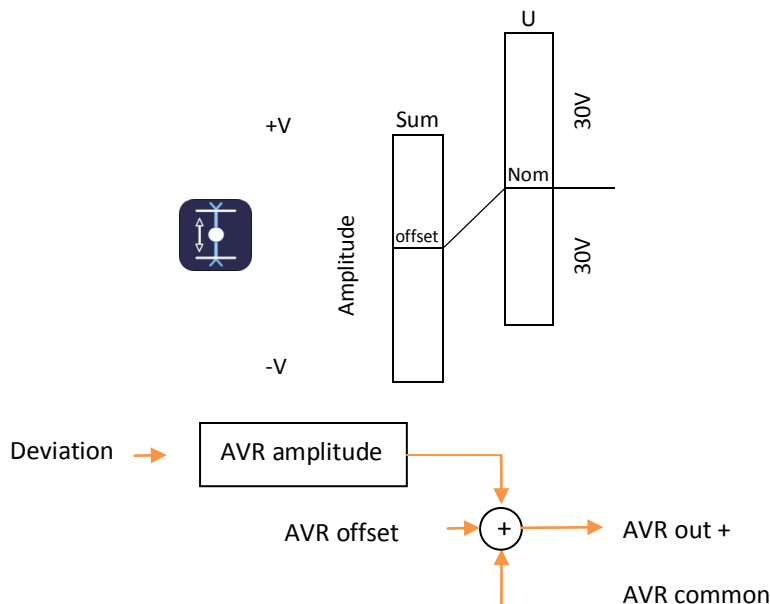 U
+V
Sum
30V
Nom
offset
Amplitude
30V
-V
Deviation
AVR amplitude
AVR offset
+
AVR out +
AVR common